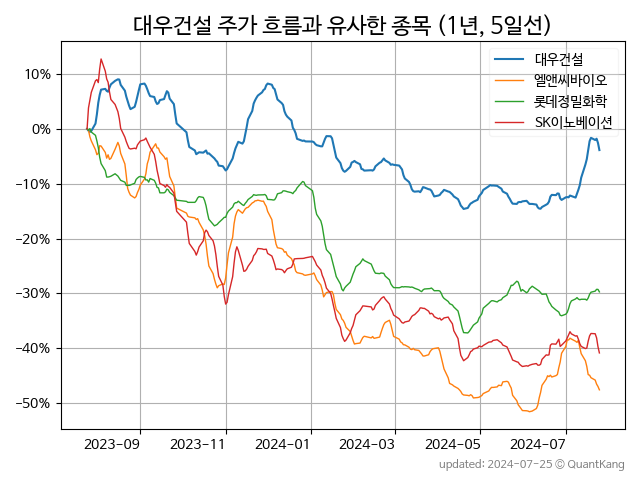 대우건설 주가 흐름과 유사한 종목 (1년, 5일선)
대우건설
엘앤씨바이오
롯데정밀화학
SK이노베이션
10%
0%
−10%
−20%
−30%
−40%
−50%
2023-09 2023-11 2024-01 2024-03 2024-05 2024-07
updated: 2024-07-25 © QuantKang